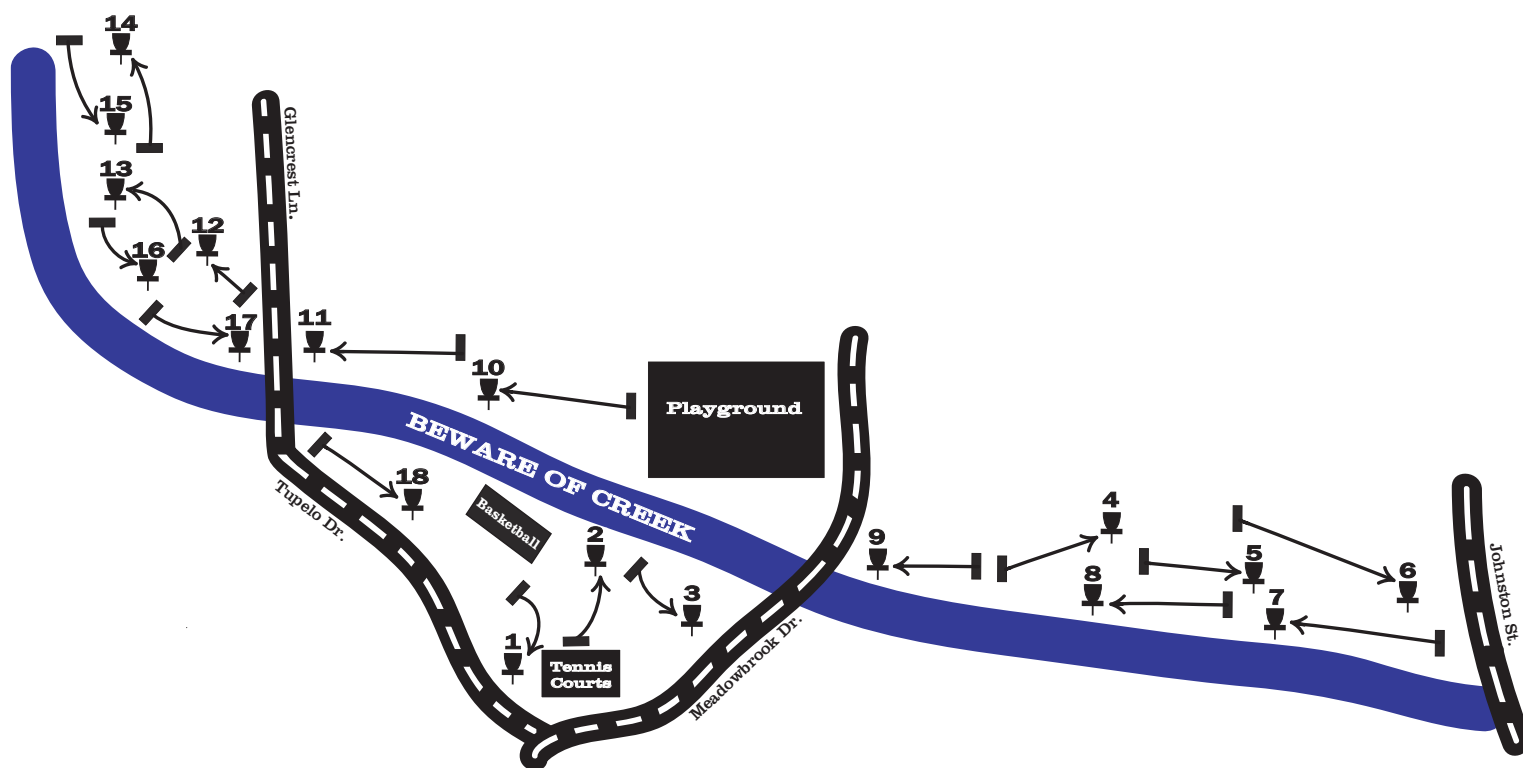 14
15
13
12
16
17
11
10
Glencrest Ln.
Playground
BEWARE OF CREEK
18
Tupelo Dr.
Basketball
2
3
1
Tennis
Courts
Meadowbrook Dr.
9
4
8
5
7
6
Johnston St.